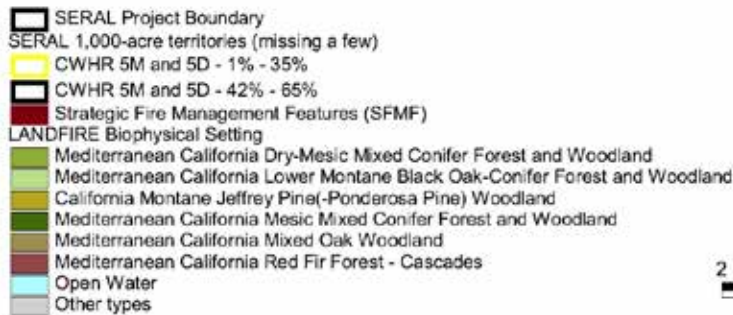 SERAL Project Boundary
SERAL 1,000-acre territories (missing a few)
CWHR 5M and 5D - 1% - 35%
CWHR 5M and 5D - 42% - 65%
Strategic Fire Management Features (SFMF)
LANDFIRE Biophysical Setting
Mediterranean California Dry-Mesic Mixed Conifer Forest and Woodland
Mediterranean California Lower Montane Black Oak-Conifer Forest and Woodland
California Montane Jeffrey Pine(-Ponderosa Pine) Woodland
Mediterranean California Mesic Mixed Conifer Forest and Woodland
Mediterranean California Mixed Oak Woodland
Mediterranean California Red Fir Forest - Cascades
2
Open Water
Other types